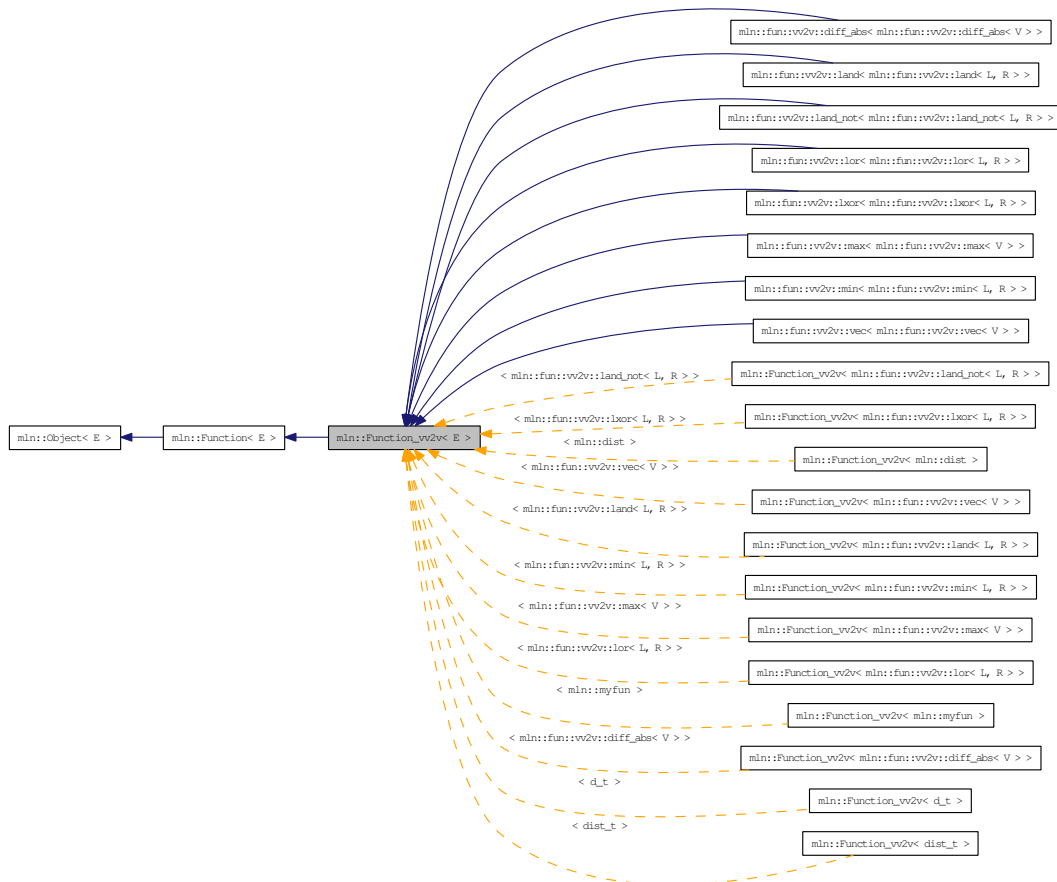 mln::fun::vv2v::diff_abs< mln::fun::vv2v::diff_abs< V > >
mln::fun::vv2v::land< mln::fun::vv2v::land< L, R > >
mln::fun::vv2v::land_not< mln::fun::vv2v::land_not< L, R > >
mln::fun::vv2v::lor< mln::fun::vv2v::lor< L, R > >
mln::fun::vv2v::lxor< mln::fun::vv2v::lxor< L, R > >
mln::fun::vv2v::max< mln::fun::vv2v::max< V > >
mln::fun::vv2v::min< mln::fun::vv2v::min< L, R > >
mln::fun::vv2v::vec< mln::fun::vv2v::vec< V > >
< mln::fun::vv2v::land_not< L, R > >
mln::Function_vv2v< mln::fun::vv2v::land_not< L, R > >
< mln::fun::vv2v::lxor< L, R > >
mln::Function_vv2v< mln::fun::vv2v::lxor< L, R > >
mln::Object< E >
mln::Function< E >
mln::Function_vv2v< E >
< mln::dist >
mln::Function_vv2v< mln::dist >
< mln::fun::vv2v::vec< V > >
mln::Function_vv2v< mln::fun::vv2v::vec< V > >
< mln::fun::vv2v::land< L, R > >
mln::Function_vv2v< mln::fun::vv2v::land< L, R > >
< mln::fun::vv2v::min< L, R > >
mln::Function_vv2v< mln::fun::vv2v::min< L, R > >
< mln::fun::vv2v::max< V > >
mln::Function_vv2v< mln::fun::vv2v::max< V > >
< mln::fun::vv2v::lor< L, R > >
mln::Function_vv2v< mln::fun::vv2v::lor< L, R > >
< mln::myfun >
mln::Function_vv2v< mln::myfun >
< mln::fun::vv2v::diff_abs< V > >
mln::Function_vv2v< mln::fun::vv2v::diff_abs< V > >
< d_t >
mln::Function_vv2v< d_t >
< dist_t >
mln::Function_vv2v< dist_t >